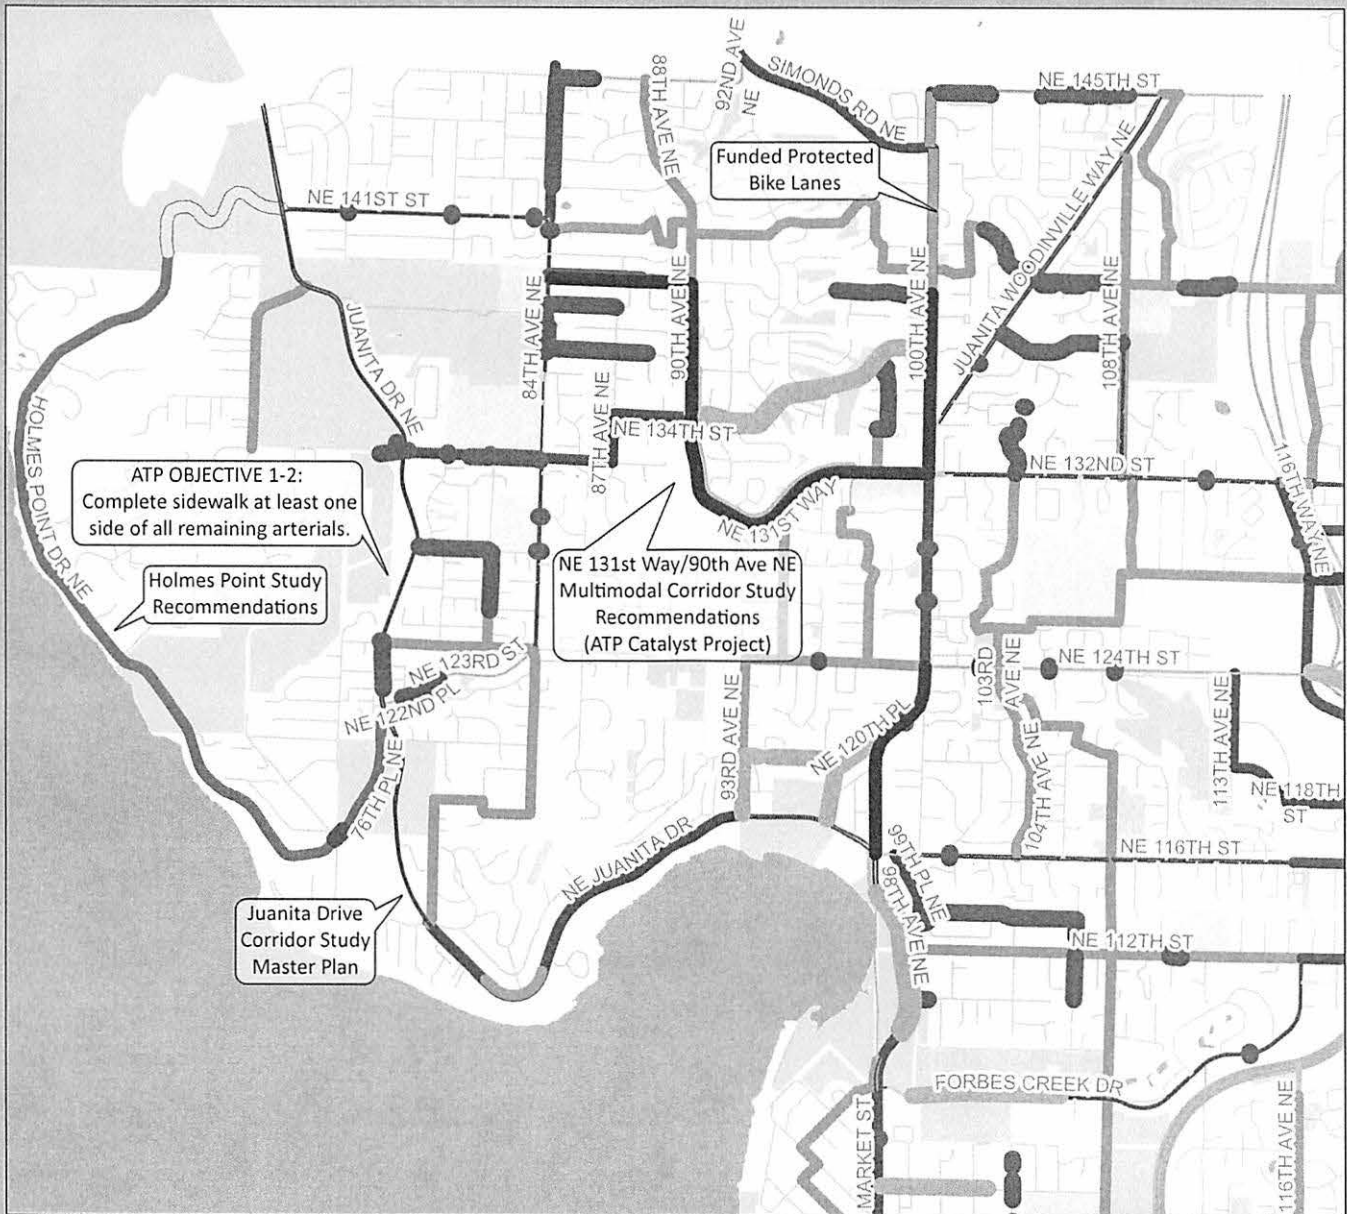 88TH AVE NE
92ND AVE
NE
SIMONDS RD NE
NE 145TH ST
Funded Protected
Bike Lanes
NE 141ST ST
JUANITA WOODINVILLE WAY NE
84TH AVE NE
90TH AVE NE
100TH AVE NE
108TH AVE NE
JUANITA DR NE
87TH AVE NE
NE 134TH ST
HOLMES POINT DR NE
ATP OBJECTIVE 1-2:
Complete sidewalk at least one
side of all remaining arterials.
NE 132ND ST
116TH WAY NE
NE 131ST WAY
Holmes Point Study
Recommendations
NE 131st Way/90th Ave NE
Multimodal Corridor Study
Recommendations
(ATP Catalyst Project)
NE 123RD ST
NE 122ND PL
NE 124TH ST
103RD
AVE NE
93RD AVE NE
NE 120TH PL
113TH AVE NE
76TH PL NE
104TH AVE NE
NE 118TH
ST
NE JUANITA DR
NE 116TH ST
99TH PL NE
98TH AVE NE
Juanita Drive
Corridor Study
Master Plan
NE 112TH ST
FORBES CREEK DR
MARKET ST
116TH AVE NE